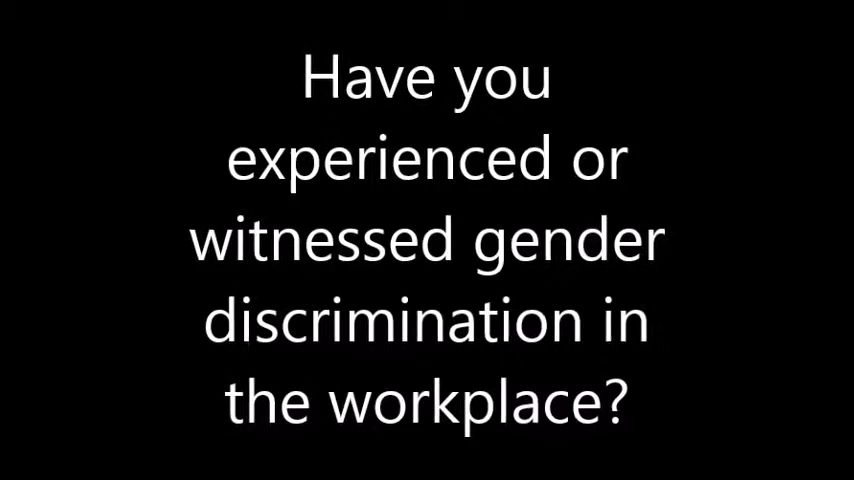 Have you
experienced or
witnessed gender
discrimination in
the workplace?